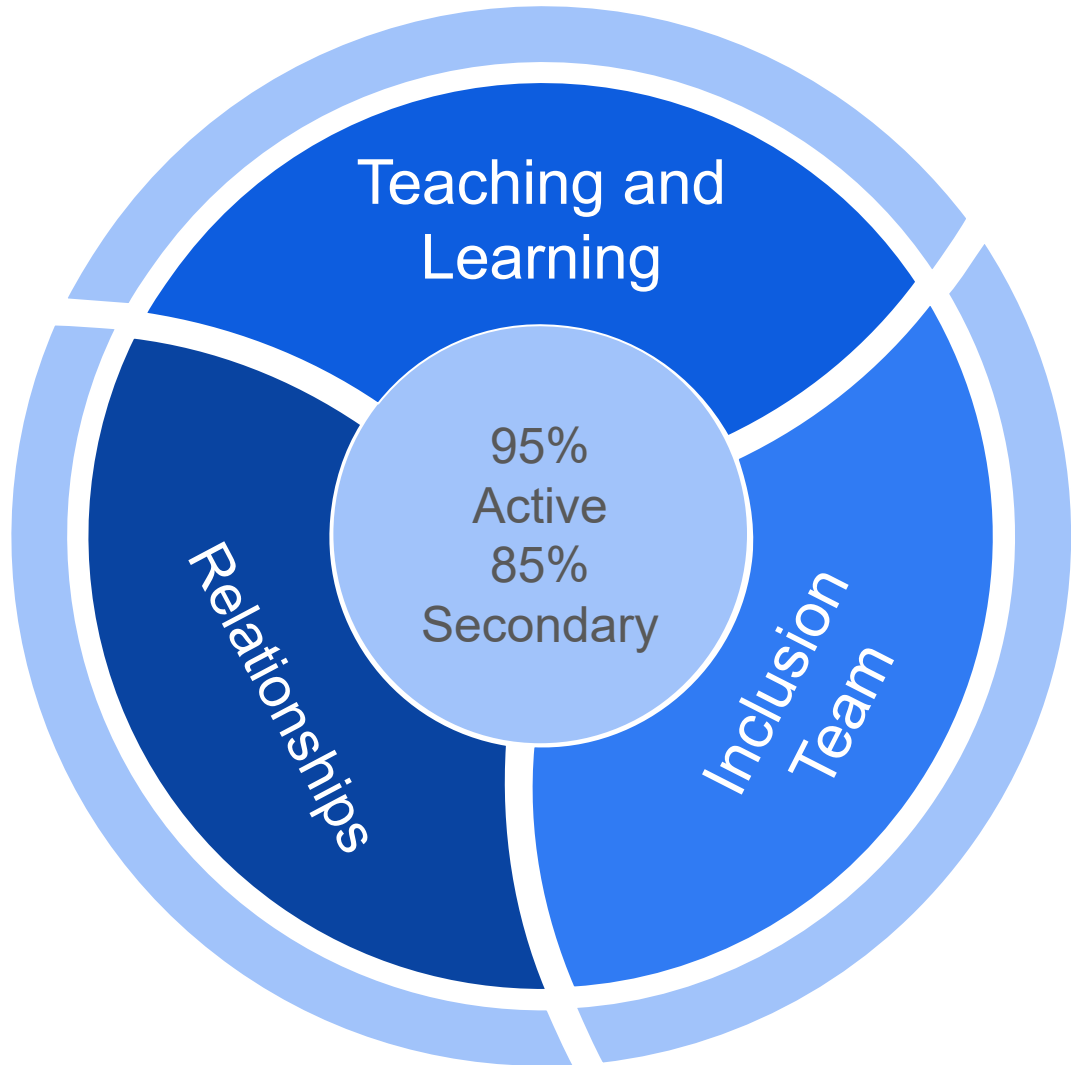 Teaching and
Learning
95%
Active
85%
Secondary
Relationships
Inclusion
Team